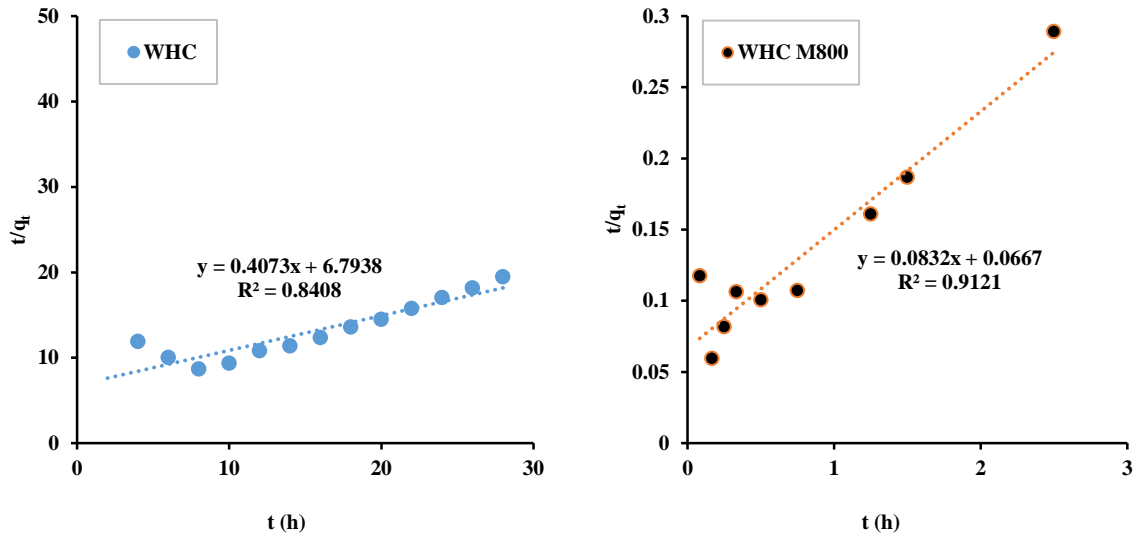 WHC
50
40
30
20
10
0
t/qt
y = 0.4073x + 6.7938
R² = 0.8408
0 10 20 30
t (h)
WHC M800
0.3
0.25
0.2
0.15
0.1
0.05
0
t/qt
y = 0.0832x + 0.0667
R² = 0.9121
0 1 2 3
t (h)